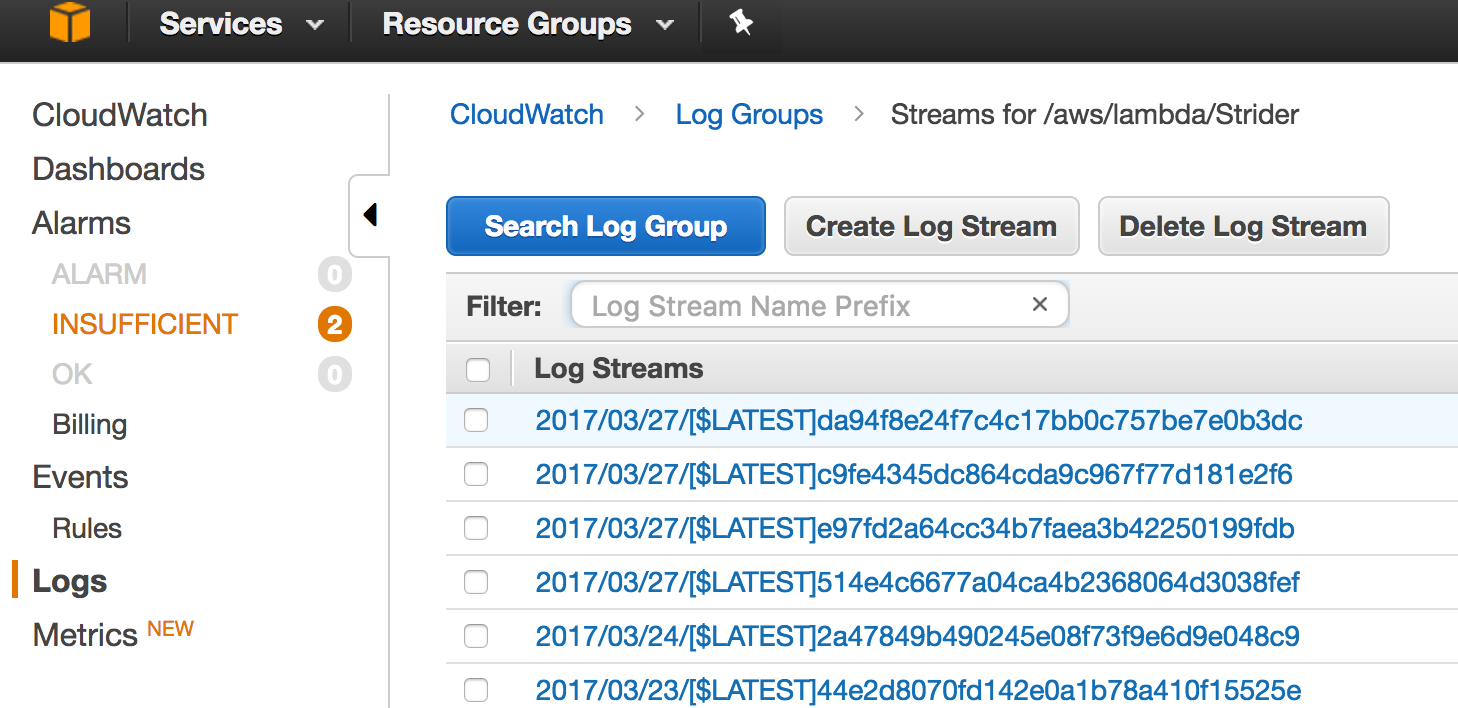 Services Resource Groups
CloudWatch
Dashboards
Alarms
ALARM 0
INSUFFICIENT 2
OK 0
Billing
Events
Rules
Logs
Metrics NEW
CloudWatch > Log Groups > Streams for /aws/lambda/Strider
Search Log Group Create Log Stream Delete Log Stream
Filter: Log Stream Name Prefix ×
Log Streams
2017/03/27/[$LATEST]da94f8e24f7c4c17bb0c757be7e0b3dc
2017/03/27/[$LATEST]c9fe4345dc864cda9c967f77d181e2f6
2017/03/27/[$LATEST]e97fd2a64cc34b7faea3b42250199fdb
2017/03/27/[$LATEST]514e4c6677a04ca4b2368064d3038fef
2017/03/24/[$LATEST]2a47849b490245e08f73f9e6d9e048c9
2017/03/23/[$LATEST]44e2d8070fd142e0a1b78a410f15525e